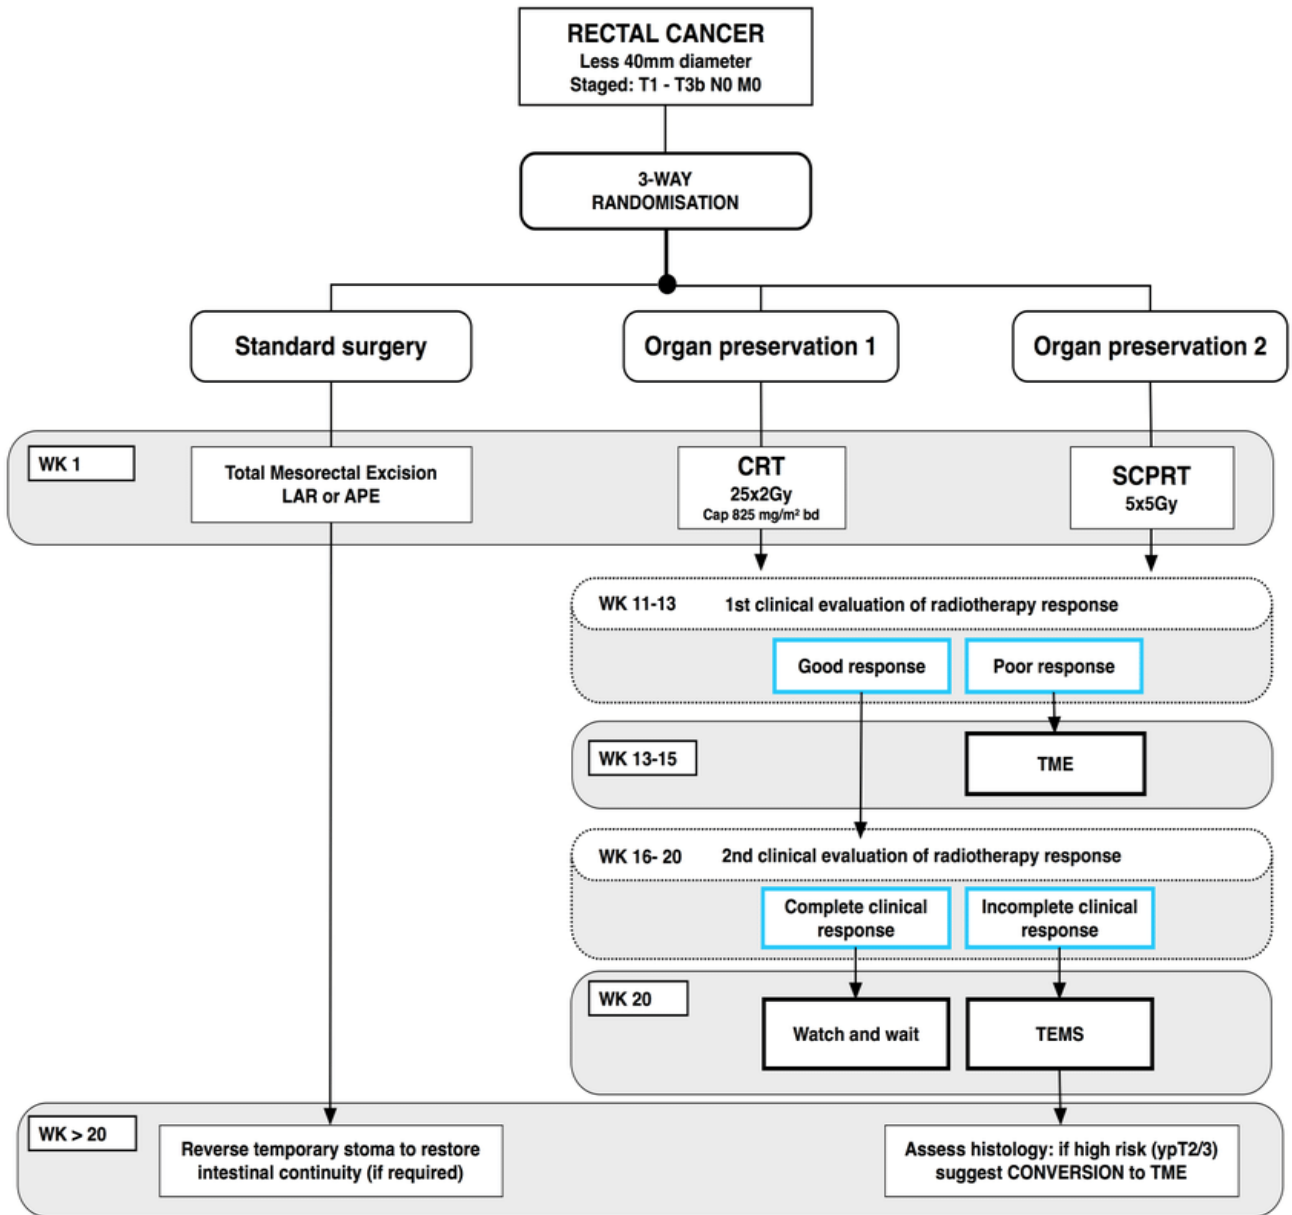 RECTAL CANCER
Less 40mm diameter
Staged: T1 - T3b N0 M0
3-WAY
RANDOMISATION
Standard surgery
Organ preservation 1
Organ preservation 2
WK 1
Total Mesorectal Excision
LAR or APE
CRT
25x2Gy
Cap 825 mg/m² bd
SCPRT
5x5Gy
WK 11-13 1st clinical evaluation of radiotherapy response
Good response
Poor response
WK 13-15
TME
WK 16- 20 2nd clinical evaluation of radiotherapy response
Complete clinical
response
Incomplete clinical
response
WK 20
Watch and wait
TEMS
WK > 20
Reverse temporary stoma to restore
intestinal continuity (if required)
Assess histology: if high risk (ypT2/3)
suggest CONVERSION to TME